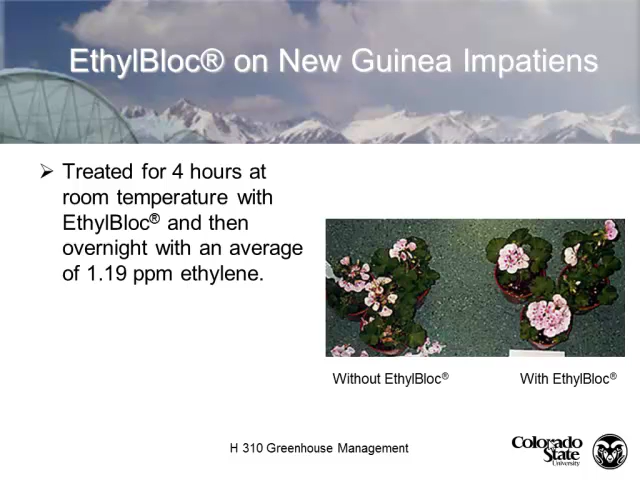 EthylBloc® on New Guinea Impatiens
➢ Treated for 4 hours at
room temperature with
EthylBloc® and then
overnight with an average
of 1.19 ppm ethylene.
Without EthylBloc®
With EthylBloc®
H 310 Greenhouse Management
Colorado
State
University